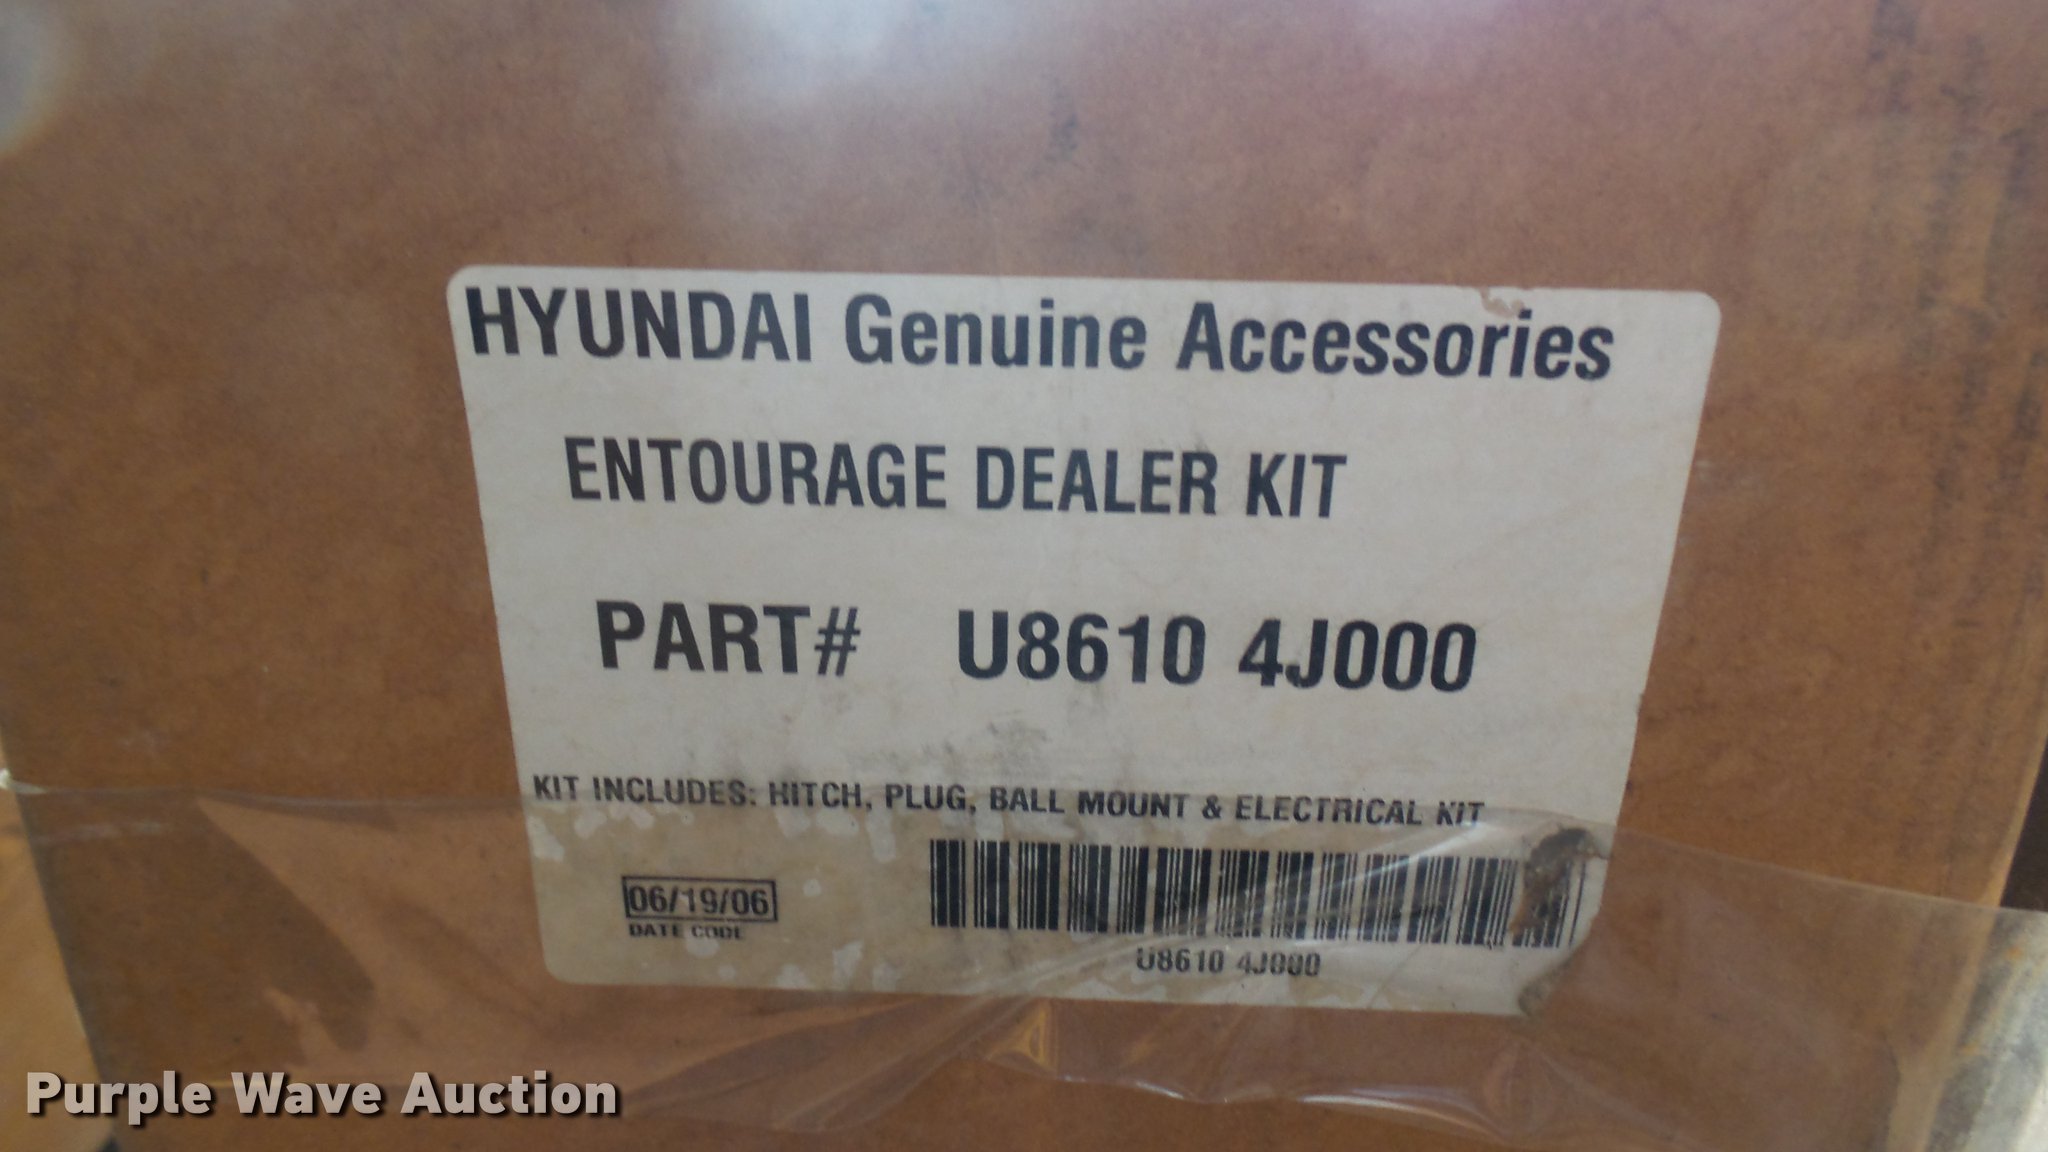 HYUNDAI Genuine Accessories
ENTOURAGE DEALER KIT
PART# U8610 4J000
KIT INCLUDES: HITCH, PLUG, BALL MOUNT & ELECTRICAL KIT
06/19/06
DATE CODE
U8610 4J000
Purple Wave Auction